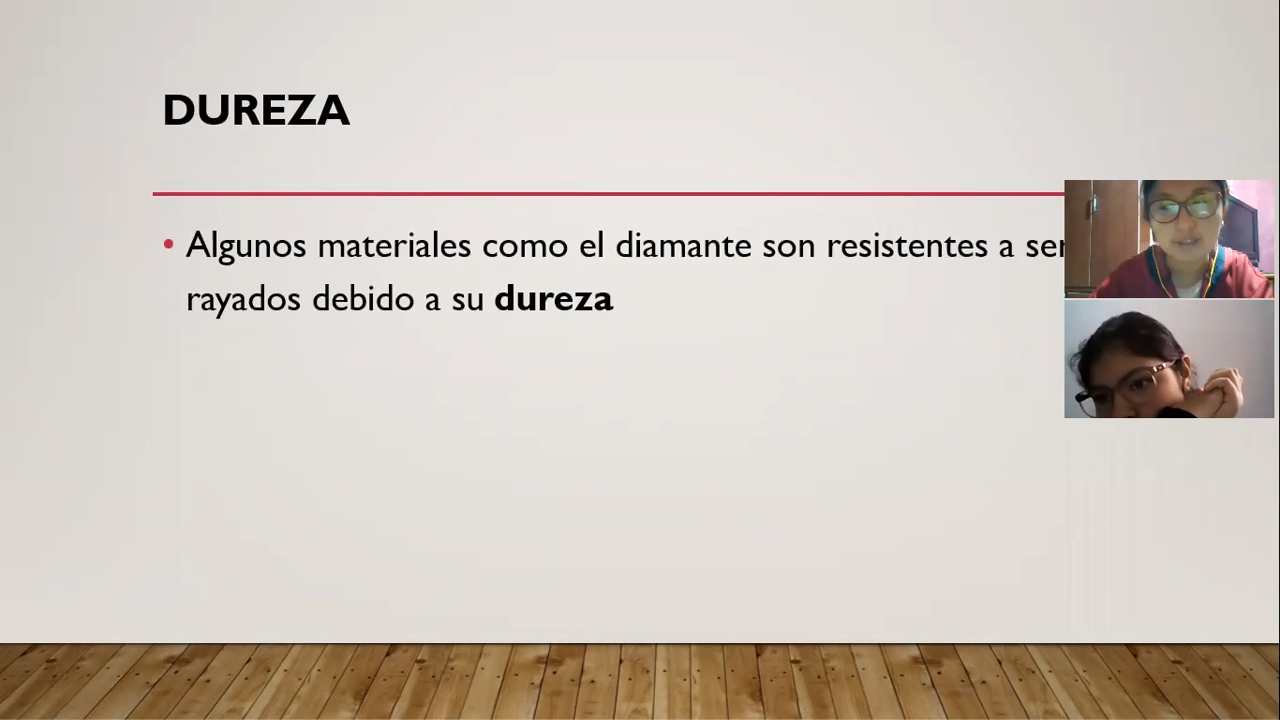 DUREZA
• Algunos materiales como el diamante son resistentes a ser
rayados debido a su dureza